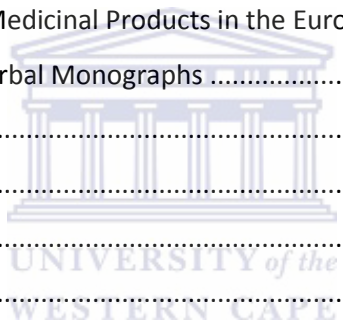 Medicinal Products in the Euro
rbal Monographs ..................
..................
..................
..................
..................
UNIVERSITY of the
WESTERN CAPE